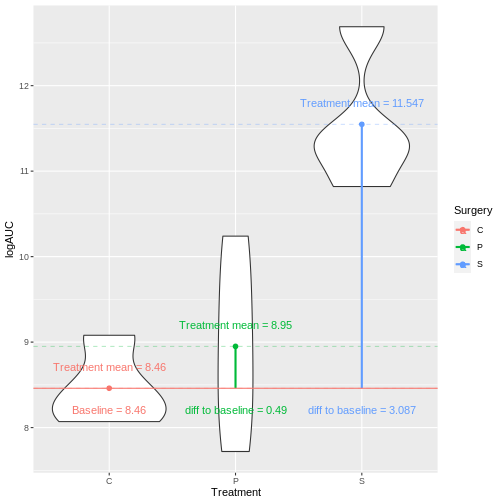 12
11
10
9
8
logAUC
Treatment mean = 11.547
Treatment mean = 8.95
Treatment mean = 8.46
Baseline = 8.46
diff to baseline = 0.49
diff to baseline = 3.087
C
P
S
Treatment
Surgery
a C
a P
a S